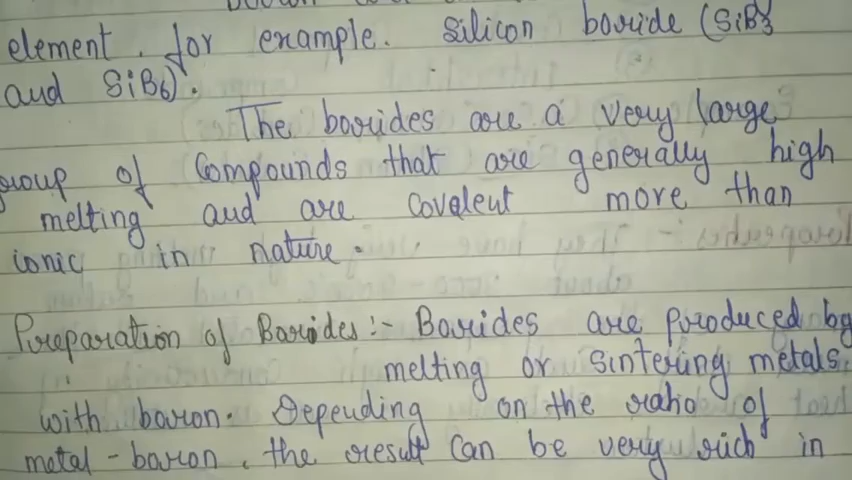 element. for example. Silicon boride (SiB3
and SiB6).
The borides are a very large
group of Compounds that are generally high
melting and are covalent more than
ionic in nature.
Preparation of Borides:- Borides are produced by
melting or sintering metals
with boron. Depending on the ratio of
metal-boron, the result can be very rich in